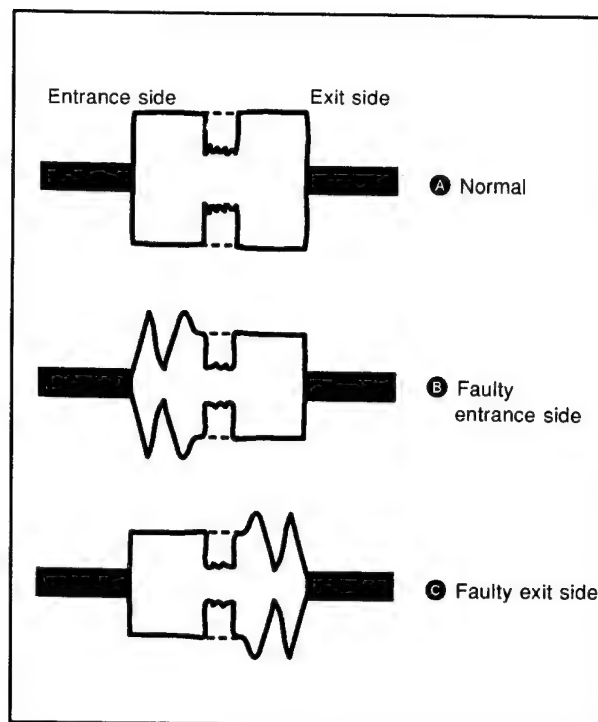 Entrance side Exit side
A Normal
B Faulty
entrance side
C Faulty exit side